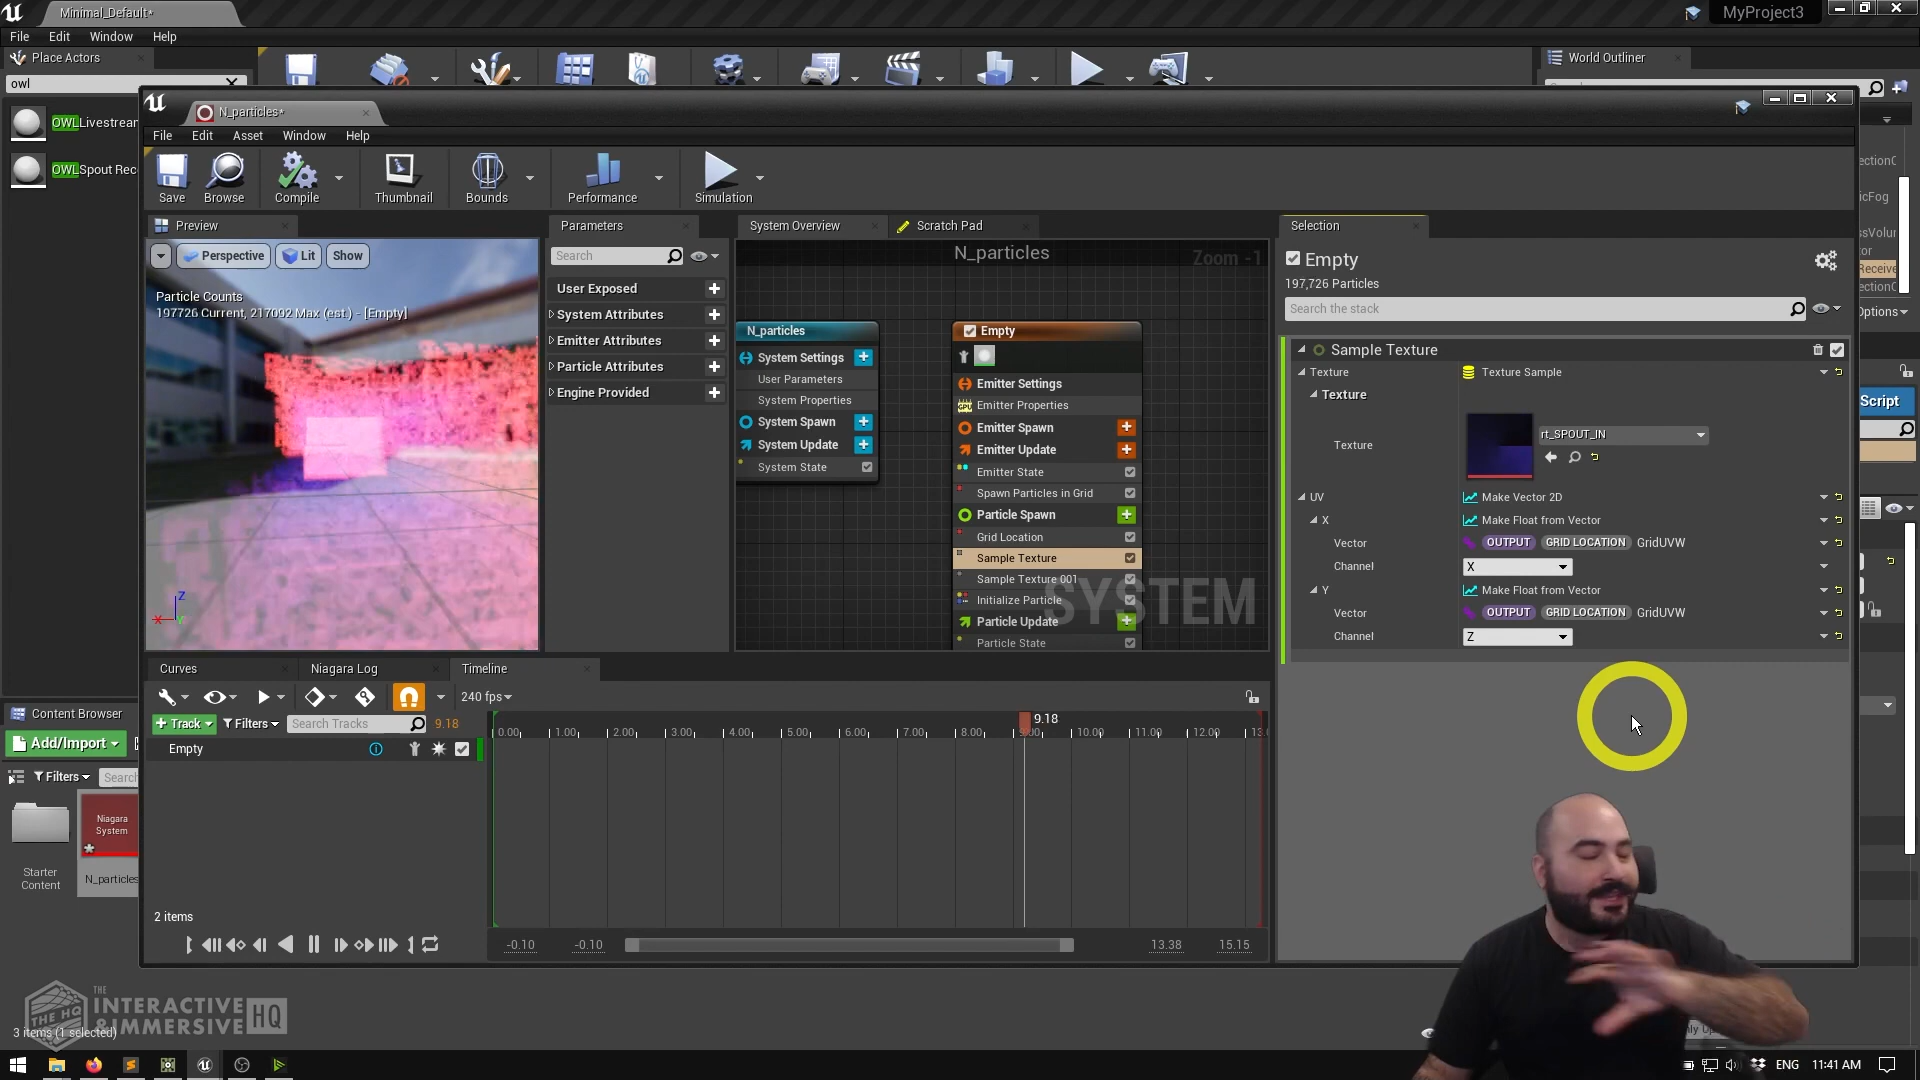 Minimal_Default*
MyProject3
File Edit Window Help
Place Actors
World Outliner
owl
OWLLivestream
OWLSpout Rec
N_particles*
File Edit Asset Window Help
Save Browse Compile Thumbnail Bounds Performance Simulation
Preview
Parameters
System Overview
Scratch Pad
Selection
Perspective Lit Show
Particle Counts
197726 Current, 217092 Max (est.) - [Empty]
Search
User Exposed
System Attributes
Emitter Attributes
Particle Attributes
Engine Provided
N_particles
Zoom -1
N_particles
System Settings
User Parameters
System Properties
System Spawn
System Update
System State
Empty
Emitter Settings
Emitter Properties
Emitter Spawn
Emitter Update
Emitter State
Spawn Particles in Grid
Particle Spawn
Grid Location
Sample Texture
Sample Texture 001
Initialize Particle
Particle Update
Particle State
SYSTEM
Empty
197,726 Particles
Search the stack
Sample Texture
Texture Texture Sample
Texture
Texture rt_SPOUT_IN
UV Make Vector 2D
X Make Float from Vector
Vector OUTPUT GRID LOCATION GridUVW
Channel X
Y Make Float from Vector
Vector OUTPUT GRID LOCATION GridUVW
Channel Z
Script
Z
X
Curves
Niagara Log
Timeline
240 fps
Track Filters Search Tracks 9.18
9.18
0.00 1.00 2.00 3.00 4.00 5.00 6.00 7.00 8.00 10.00 11.00 12.00
Empty
2 items
-0.10 -0.10 13.38 15.15
Content Browser
Add/Import
Filters Search
Starter Content
Niagara System
N_particles
3 items (1 selected)
THE HQ
THE
INTERACTIVE
& IMMERSIVE HQ
ENG 11:41 AM